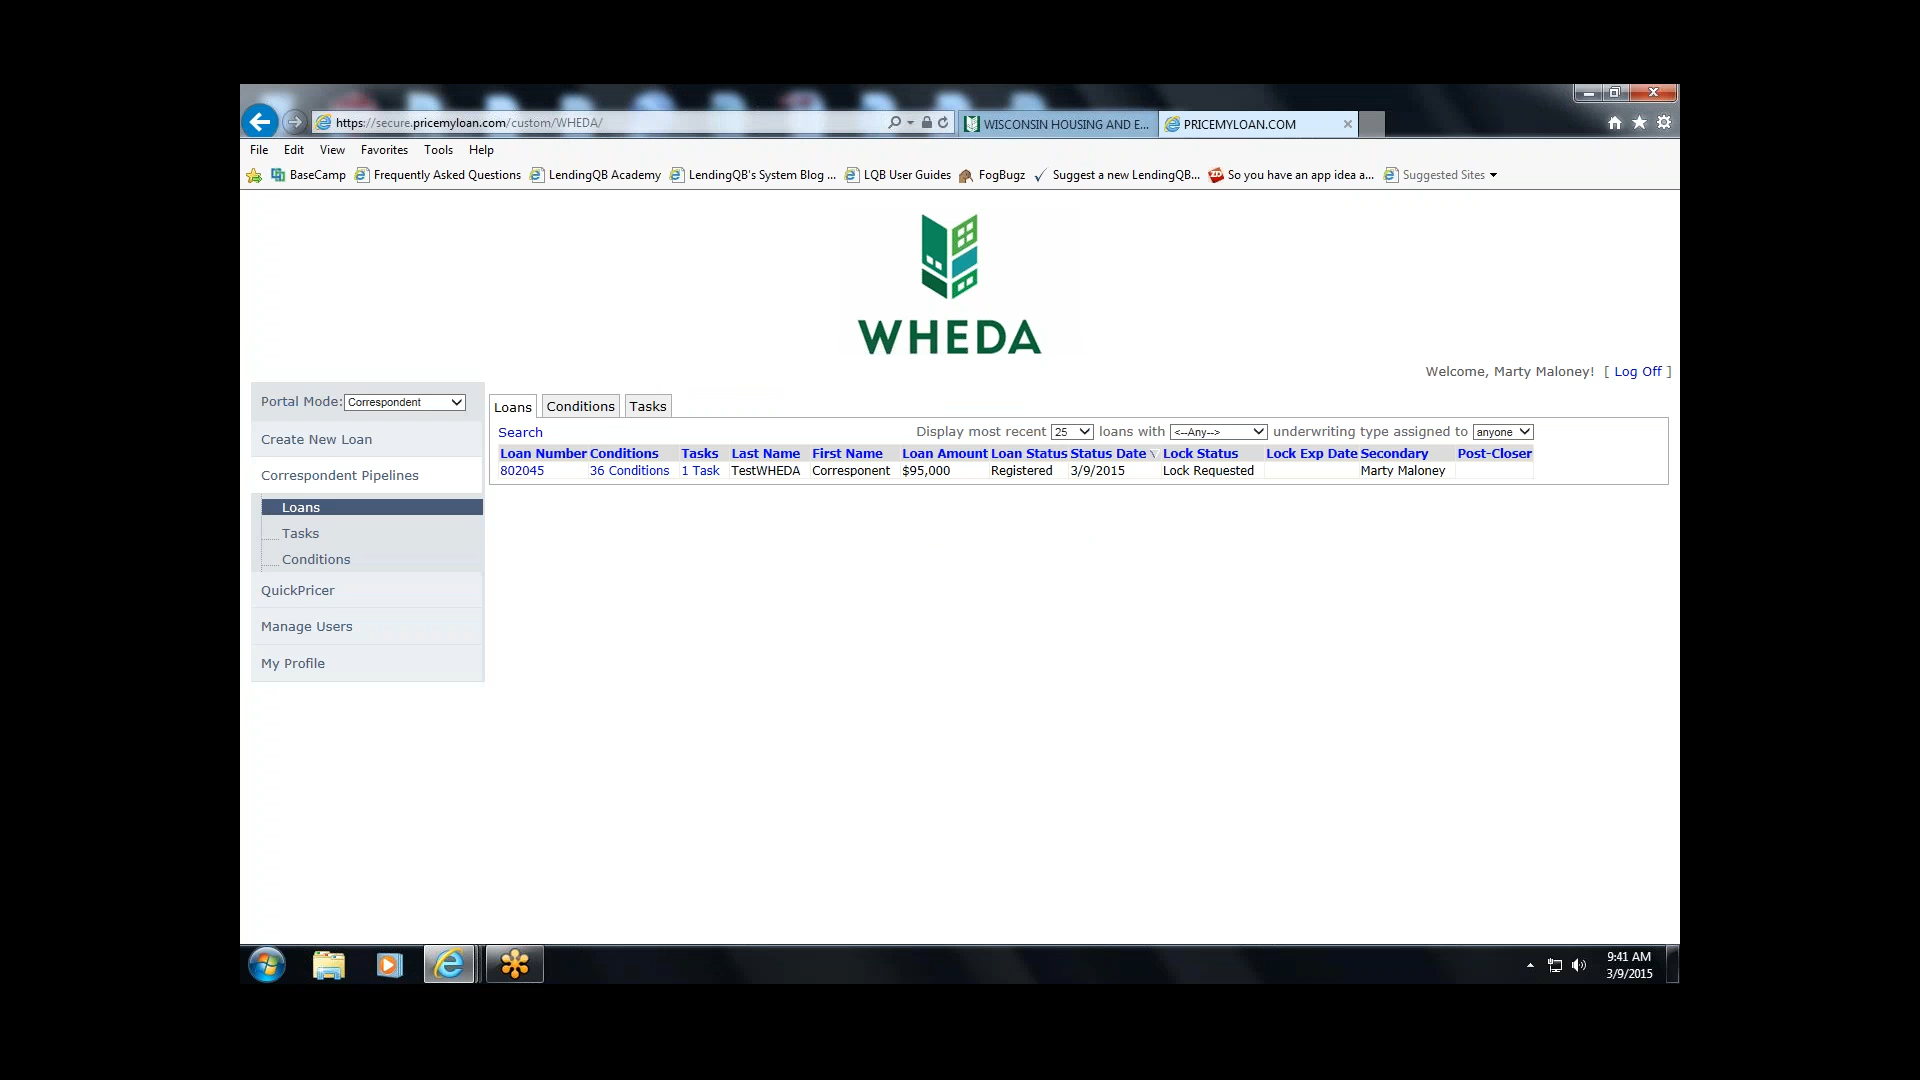 https://secure.pricemyloan.com/custom/WHEDA/
WISCONSIN HOUSING AND E...
PRICEMYLOAN.COM
File Edit View Favorites Tools Help
BaseCamp Frequently Asked Questions LendingQB Academy LendingQB's System Blog ... LQB User Guides FogBugz Suggest a new LendingQB... So you have an app idea a... Suggested Sites
WHEDA
Welcome, Marty Maloney! [ Log Off ]
Portal Mode: Correspondent
Create New Loan
Correspondent Pipelines
Loans
Tasks
Conditions
QuickPricer
Manage Users
My Profile
Loans Conditions Tasks
Search Display most recent 25 loans with <--Any--> underwriting type assigned to anyone
Loan Number Conditions Tasks Last Name First Name Loan Amount Loan Status Status Date Lock Status Lock Exp Date Secondary Post-Closer
802045 36 Conditions 1 Task TestWHEDA Corresponent $95,000 Registered 3/9/2015 Lock Requested Marty Maloney
9:41 AM
3/9/2015